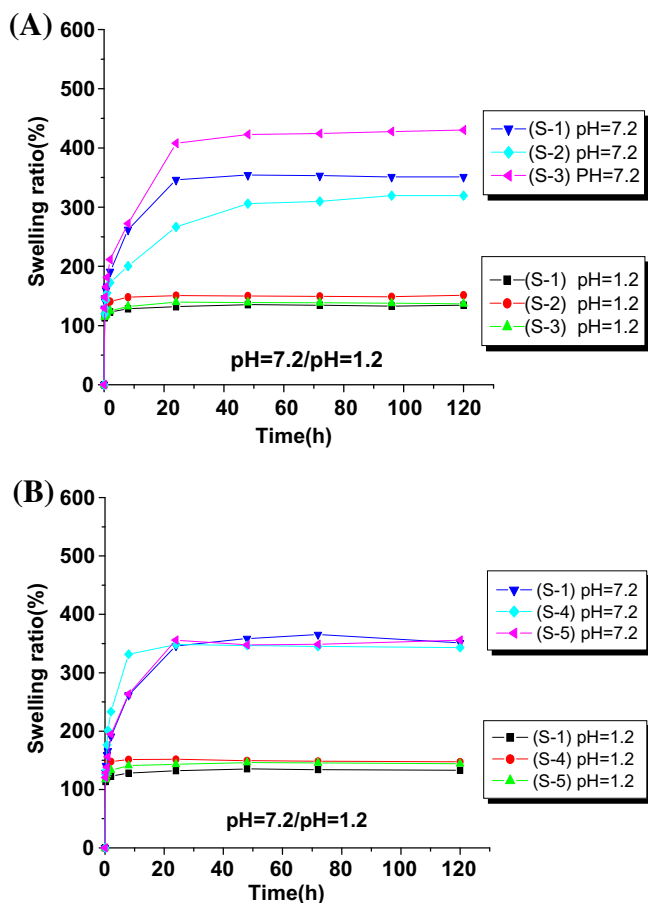 (A)
600
500
400
300
200
100
0
Swelling ratio(%)
0 20 40 60 80 100 120
Time(h)
pH=7.2/pH=1.2
(S-1) pH=7.2
(S-2) pH=7.2
(S-3) PH=7.2
(S-1) pH=1.2
(S-2) pH=1.2
(S-3) pH=1.2
(B)
600
500
400
300
200
100
0
Swelling ratio(%)
0 20 40 60 80 100 120
Time(h)
pH=7.2/pH=1.2
(S-1) pH=7.2
(S-4) pH=7.2
(S-5) pH=7.2
(S-1) pH=1.2
(S-4) pH=1.2
(S-5) pH=1.2